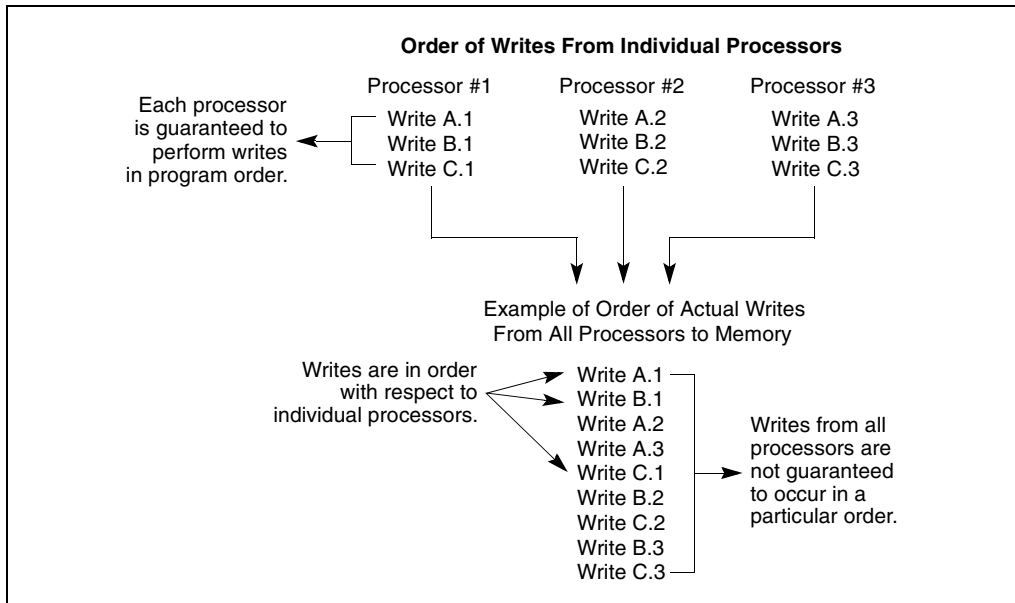 Order of Writes From Individual Processors
Processor #1
Processor #2
Processor #3
Each processor
is guaranteed to
perform writes
in program order.
Write A.1
Write B.1
Write C.1
Write A.2
Write B.2
Write C.2
Write A.3
Write B.3
Write C.3
Example of Order of Actual Writes
From All Processors to Memory
Writes are in order
with respect to
individual processors.
Write A.1
Write B.1
Write A.2
Write A.3
Write C.1
Write B.2
Write C.2
Write B.3
Write C.3
Writes from all
processors are
not guaranteed
to occur in a
particular order.